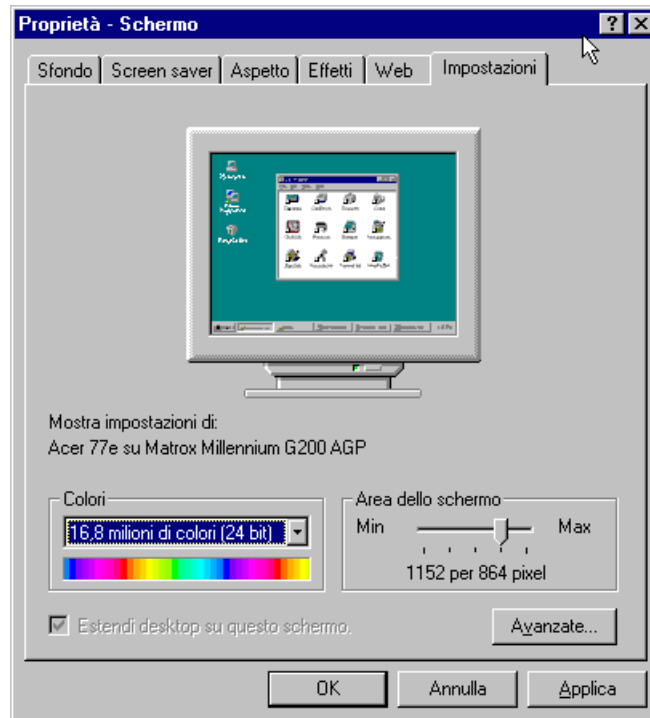 Proprietà - Schermo
Sfondo Screen saver Aspetto Effetti Web Impostazioni
Mostra impostazioni di:
Acer 77e su Matrox Millennium G200 AGP
Colori
16,8 milioni di colori (24 bit)
Area dello schermo
Min Max
1152 per 864 pixel
Estendi desktop su questo schermo.
Avanzate...
OK Annulla Applica